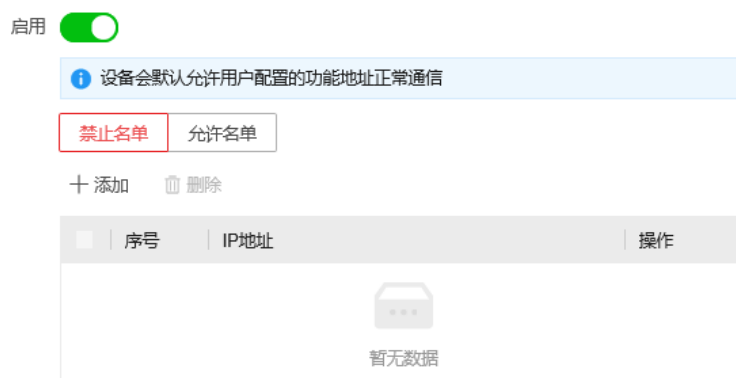 启用
设备会默认允许用户配置的功能地址正常通信
禁止名单 允许名单
添加 删除
序号 IP地址 操作
暂无数据